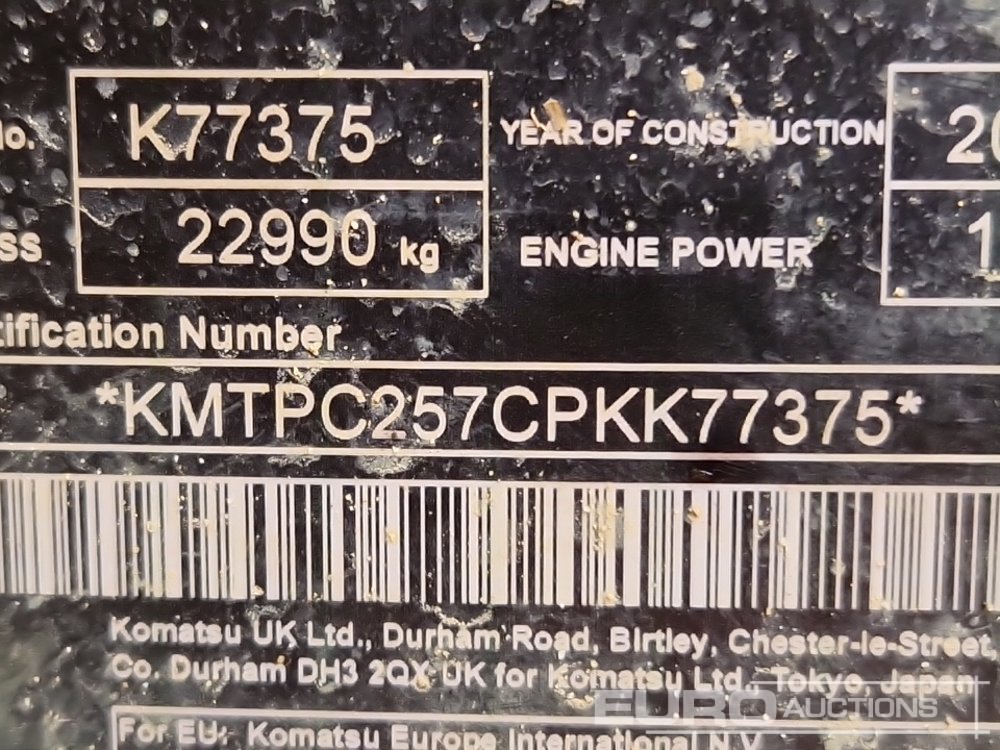 No. K77375 YEAR OF CONSTRUCTION 20
SS 22990 kg ENGINE POWER 1
tification Number
*KMTPC257CPKK77375*
Komatsu UK Ltd., Durham Road, Birtley, Chester-le-Street,
Co. Durham DH3 2QX UK for Komatsu Ltd., Tokyo, Japan
For EU: Komatsu Europe International N.V
EURO AUCTIONS